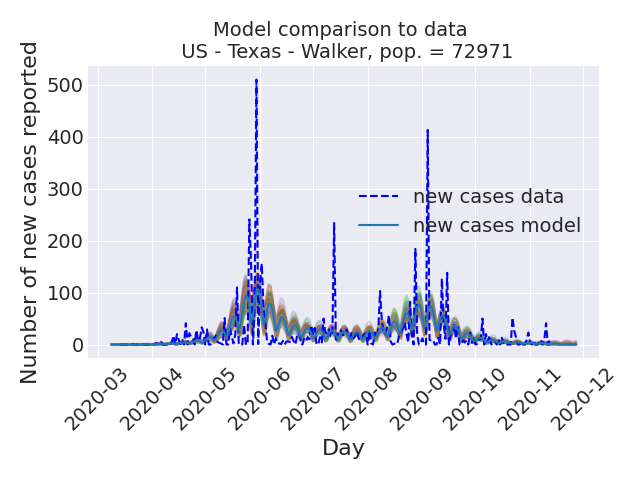 Model comparison to data
US - Texas - Walker, pop. = 72971
Number of new cases reported
500
400
300
200
100
0
new cases data
new cases model
2020-03
2020-04
2020-05
2020-06
2020-07
2020-08
2020-09
2020-10
2020-11
2020-12
Day